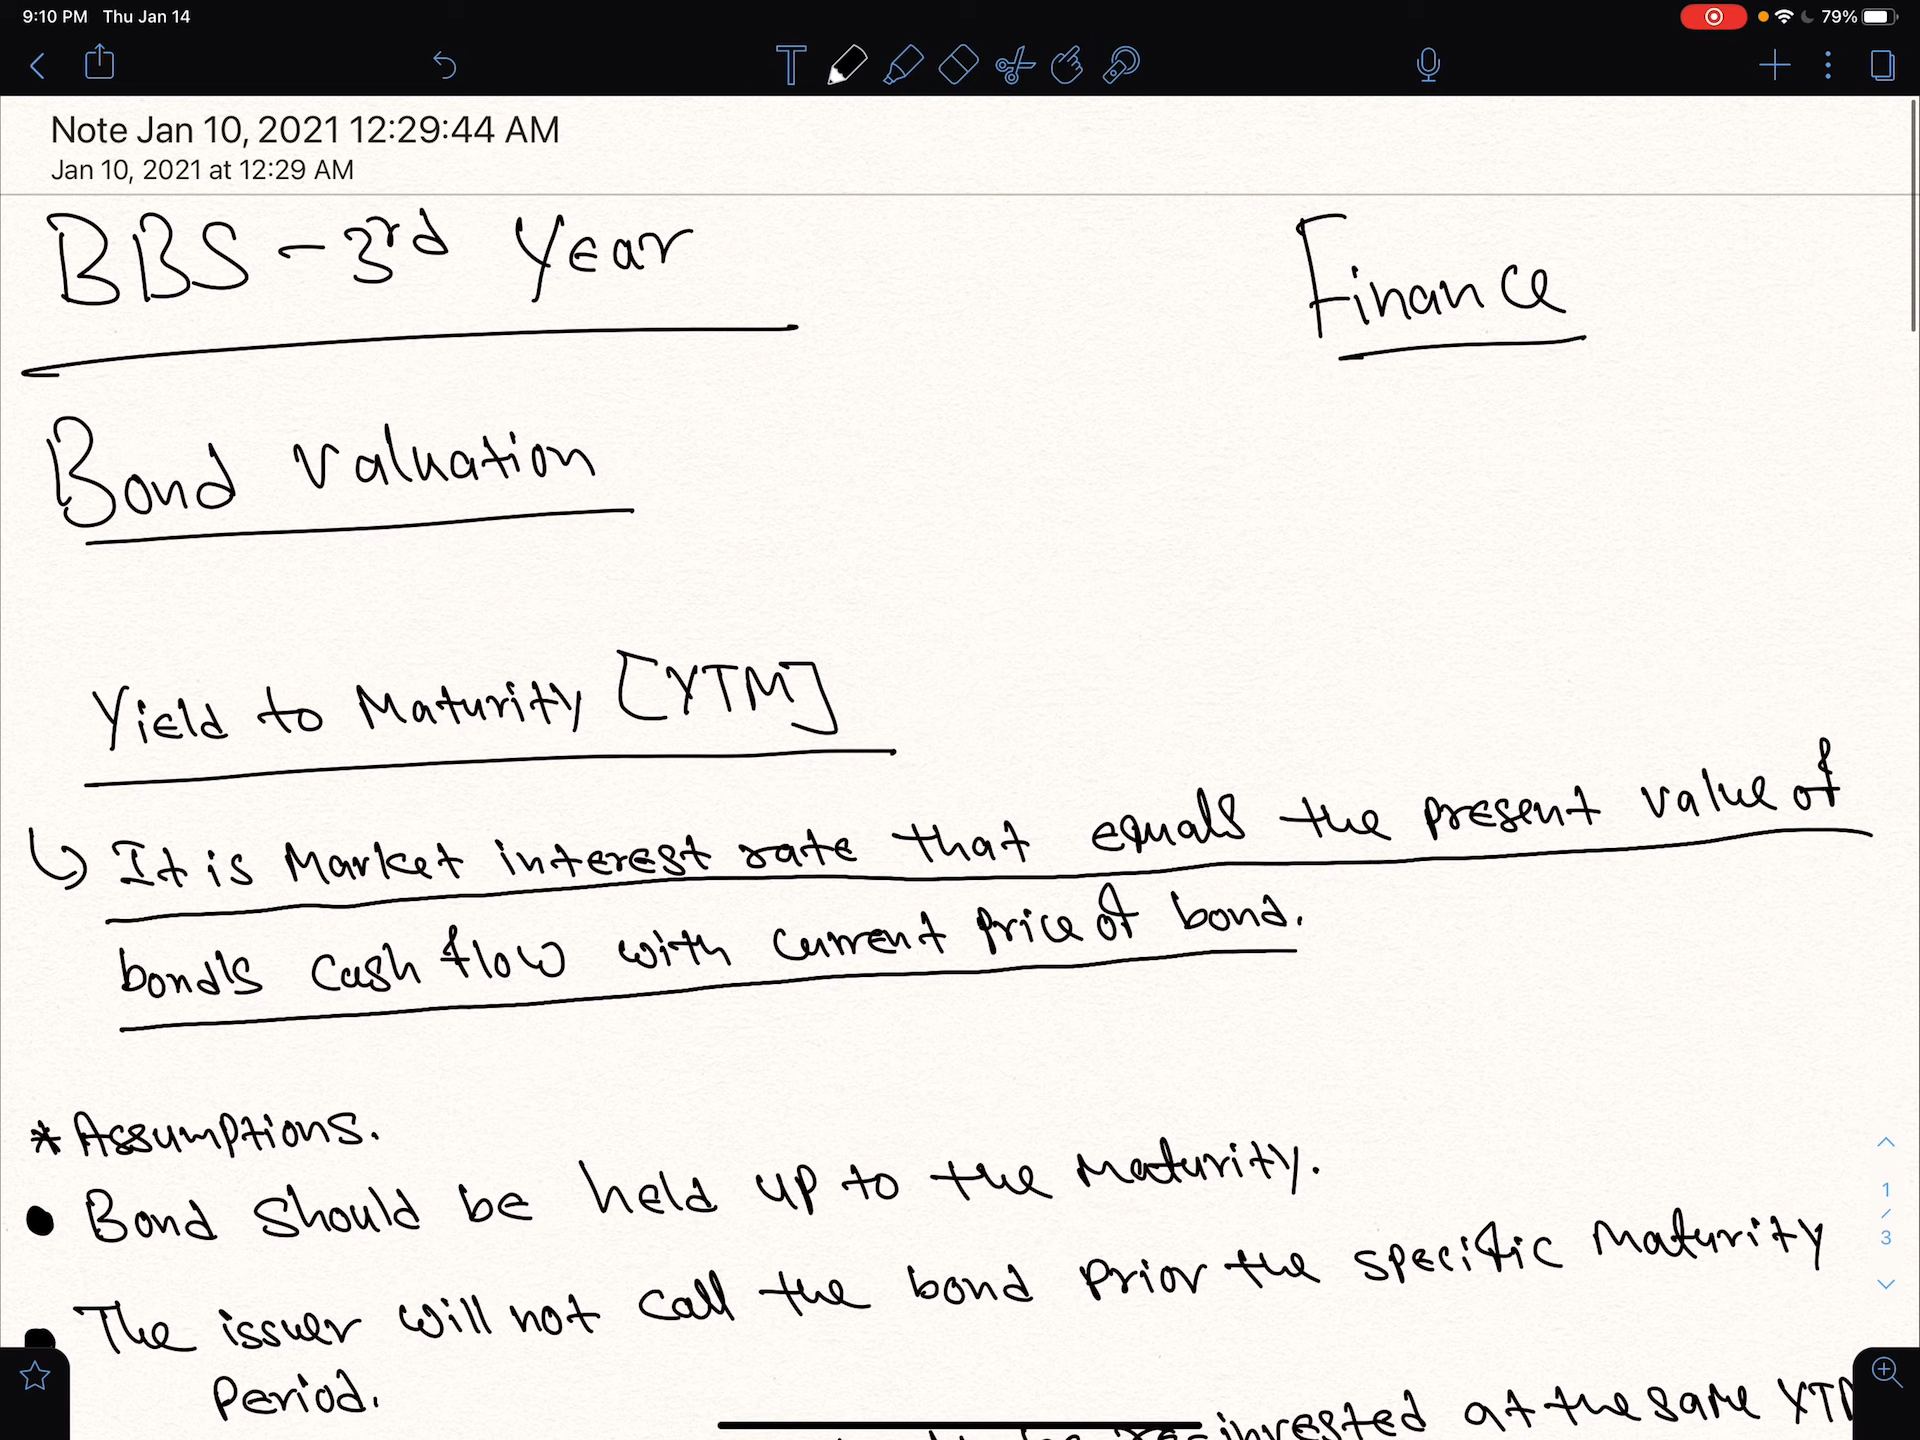 9:10 PM Thu Jan 14
79%
Note Jan 10, 2021 12:29:44 AM
Jan 10, 2021 at 12:29 AM
BBS - 3rd Year
Finance
Bond Valuation
Yield to Maturity [YTM]
It is Market interest rate that equals the present value of
bond's cash flow with current price of bond.
* Assumptions.
● Bond should be held up to the maturity.
● The issuer will not call the bond prior the specific maturity
period.
reinvested at the same YTM
1
/
3